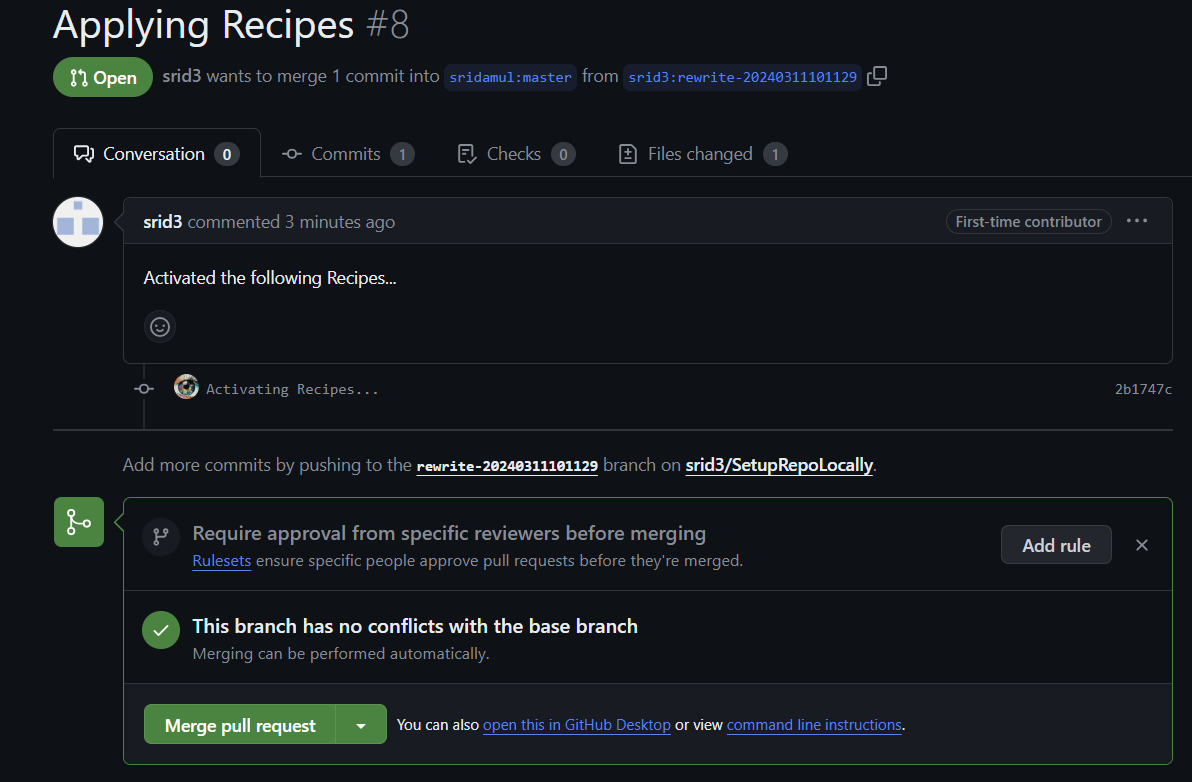 Applying Recipes #8
Open srid3 wants to merge 1 commit into sridamul:master from srid3:rewrite-20240311101129
Conversation 0 Commits 1 Checks 0 Files changed 1
srid3 commented 3 minutes ago First-time contributor
Activated the following Recipes...
Activating Recipes... 2b1747c
Add more commits by pushing to the rewrite-20240311101129 branch on srid3/SetupRepoLocally.
Require approval from specific reviewers before merging
Rulesets ensure specific people approve pull requests before they're merged.
Add rule
This branch has no conflicts with the base branch
Merging can be performed automatically.
Merge pull request You can also open this in GitHub Desktop or view command line instructions.